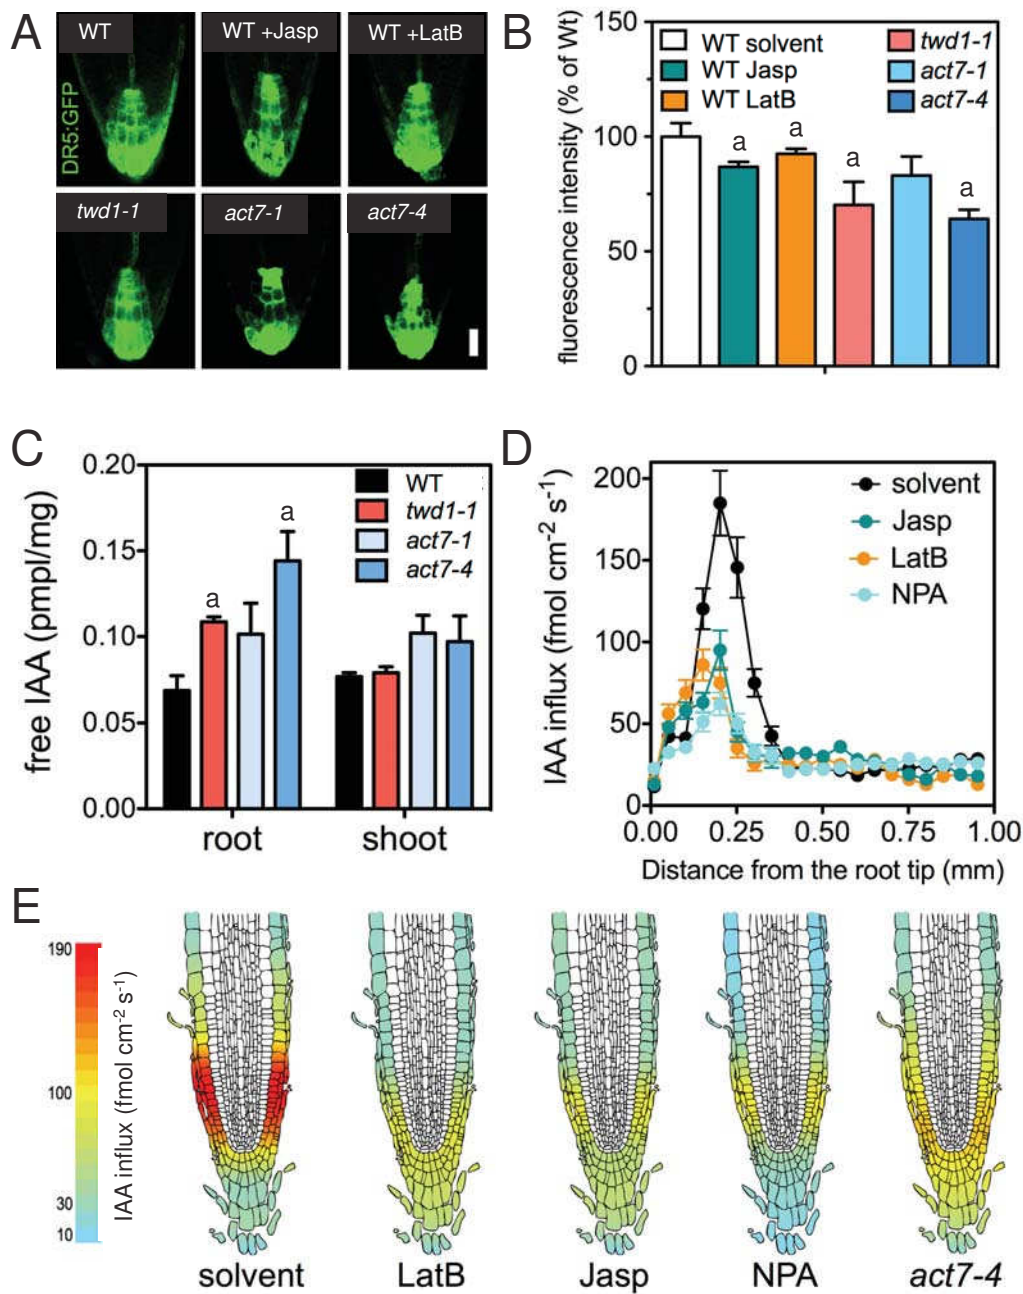 A
WT
WT +Jasp
WT +LatB
DR5:GFP
twd1-1
act7-1
act7-4
B
fluorescence intensity (% of Wt)
150
100
50
0
WT solvent
WT Jasp
WT LatB
twd1-1
act7-1
act7-4
a
a
a
a
C
free IAA (pmpl/mg)
0.20
0.15
0.10
0.05
0.00
WT
twd1-1
act7-1
act7-4
a
a
root
shoot
D
IAA influx (fmol cm-2 s-1)
200
150
100
50
0
solvent
Jasp
LatB
NPA
0.00
0.25
0.50
0.75
1.00
Distance from the root tip (mm)
E
190
100
30
10
IAA influx (fmol cm-2 s-1)
solvent
LatB
Jasp
NPA
act7-4